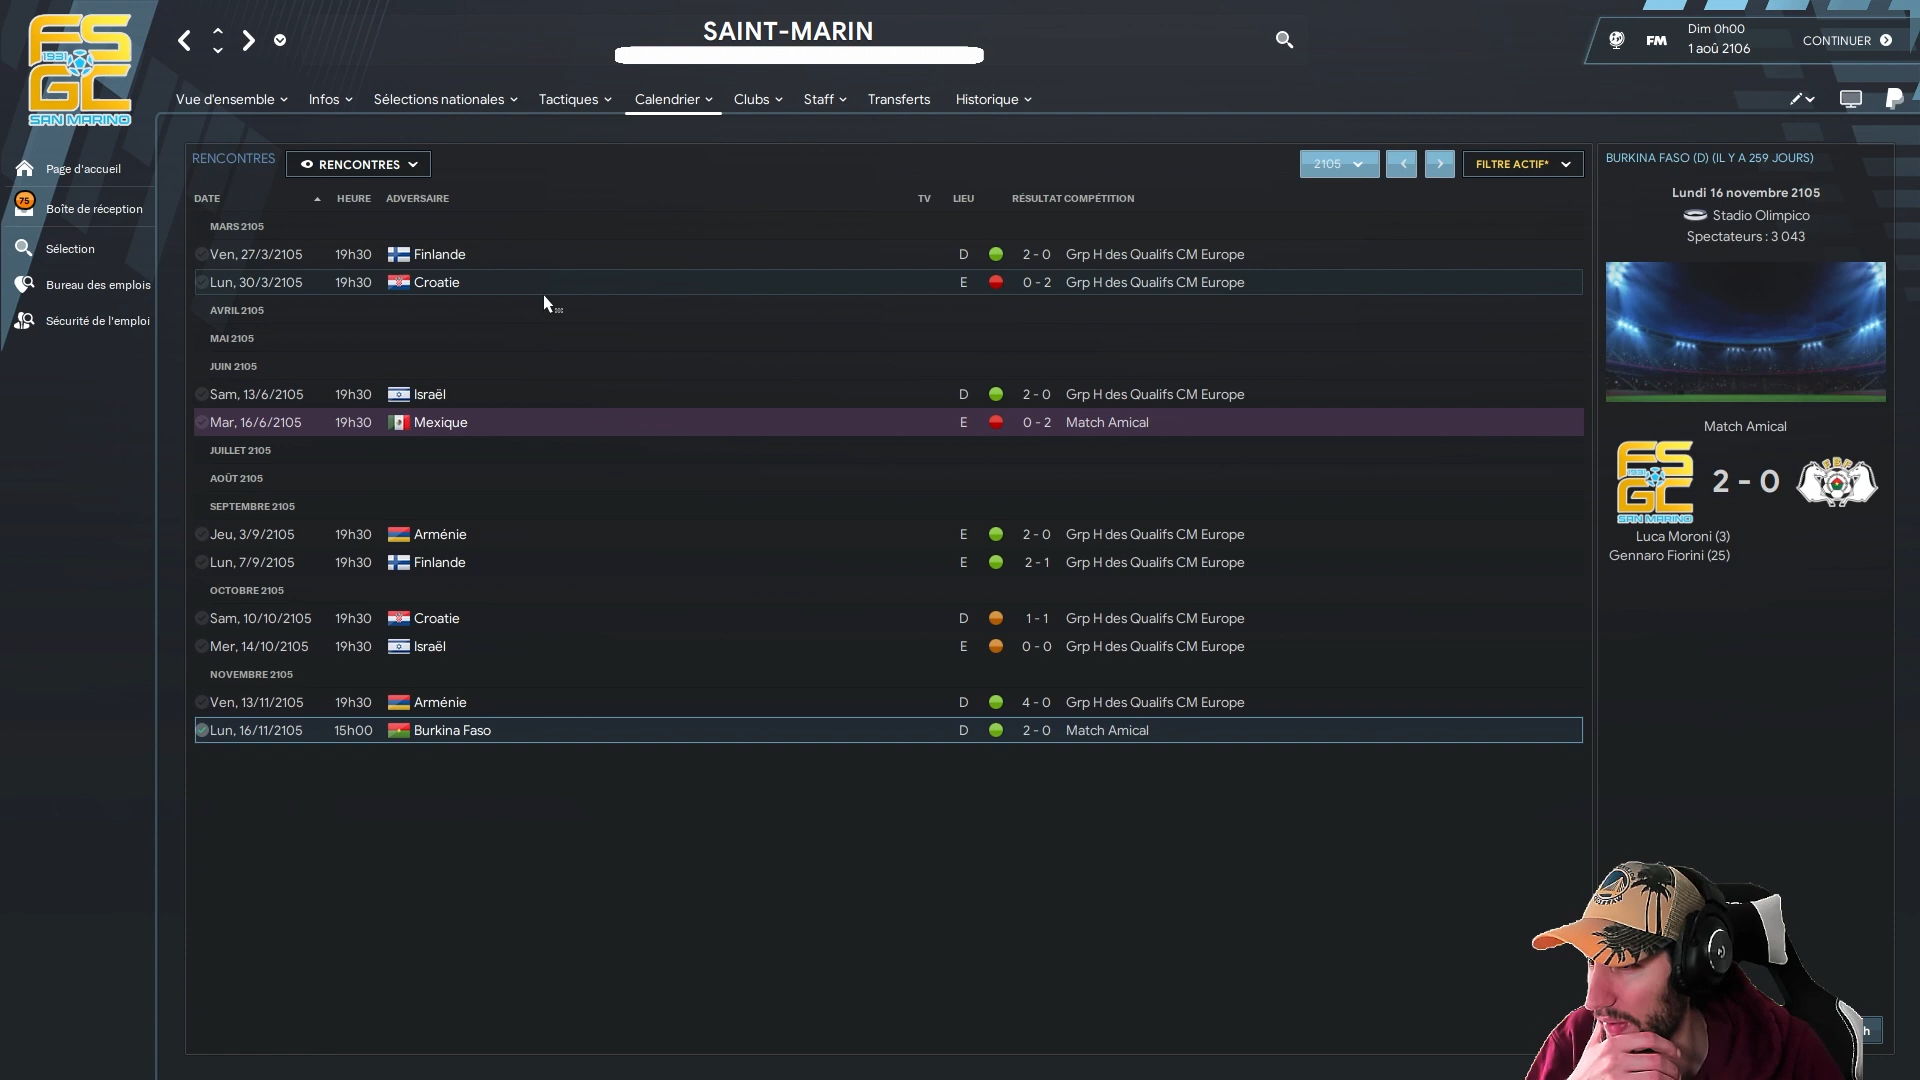 FSGC 1931 SAN MARINO
SAINT-MARIN
Dim 0h00
1 aoû 2106
FM
CONTINUER
Vue d'ensemble
Infos
Sélections nationales
Tactiques
Calendrier
Clubs
Staff
Transferts
Historique
Page d'accueil
75
Boîte de réception
Sélection
Bureau des emplois
Sécurité de l'emploi
RENCONTRES
RENCONTRES
2105
FILTRE ACTIF*
DATE HEURE ADVERSAIRE TV LIEU RÉSULTAT COMPÉTITION
MARS 2105
Ven, 27/3/2105 19h30 Finlande D 2 - 0 Grp H des Qualifs CM Europe
Lun, 30/3/2105 19h30 Croatie E 0 - 2 Grp H des Qualifs CM Europe
AVRIL 2105
MAI 2105
JUIN 2105
Sam, 13/6/2105 19h30 Israël D 2 - 0 Grp H des Qualifs CM Europe
Mar, 16/6/2105 19h30 Mexique E 0 - 2 Match Amical
JUILLET 2105
AOÛT 2105
SEPTEMBRE 2105
Jeu, 3/9/2105 19h30 Arménie E 2 - 0 Grp H des Qualifs CM Europe
Lun, 7/9/2105 19h30 Finlande E 2 - 1 Grp H des Qualifs CM Europe
OCTOBRE 2105
Sam, 10/10/2105 19h30 Croatie D 1 - 1 Grp H des Qualifs CM Europe
Mer, 14/10/2105 19h30 Israël E 0 - 0 Grp H des Qualifs CM Europe
NOVEMBRE 2105
Ven, 13/11/2105 19h30 Arménie D 4 - 0 Grp H des Qualifs CM Europe
Lun, 16/11/2105 15h00 Burkina Faso D 2 - 0 Match Amical
BURKINA FASO (D) (IL Y A 259 JOURS)
Lundi 16 novembre 2105
Stadio Olimpico
Spectateurs : 3 043
Match Amical
FSGC 1931 SAN MARINO
2 - 0
FBF
Luca Moroni (3)
Gennaro Fiorini (25)
h